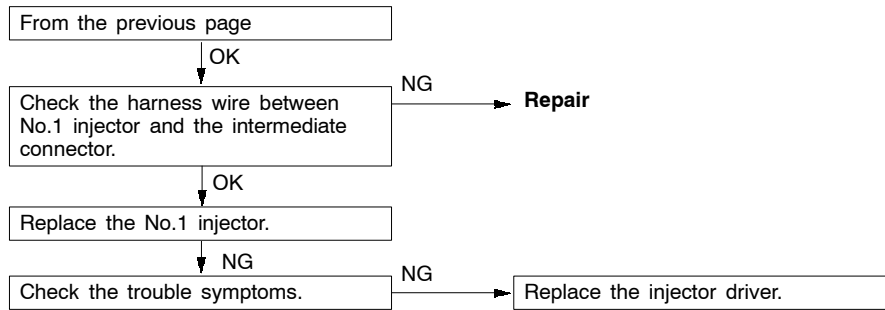 From the previous page
OK
Check the harness wire between
No.1 injector and the intermediate
connector.
NG
Repair
OK
Replace the No.1 injector.
NG
Check the trouble symptoms.
NG
Replace the injector driver.